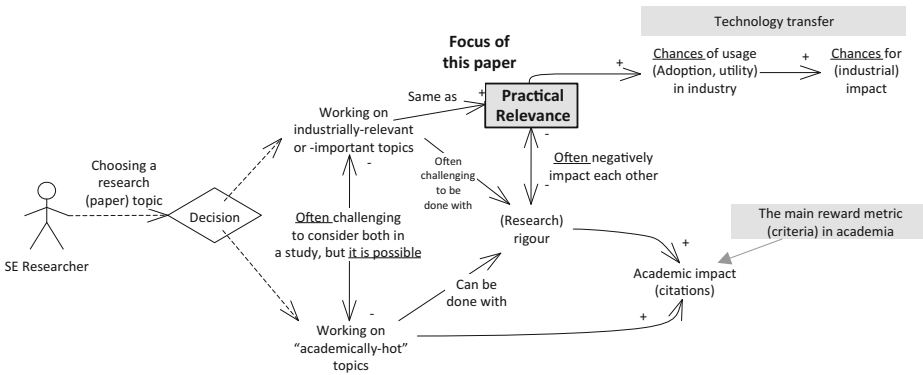 Technology transfer
Focus of
this paper
Chances of usage
(Adoption, utility)
in industry
+
+
Chances for
(industrial)
impact
Same as
+
Practical
Relevance
Working on
industrially-relevant
or -important topics
Choosing a
research
(paper) topic
Decision
SE Researcher
-
Often challenging
to consider both in
a study, but it is possible
-
Often
challenging
to be
done with
-
Often negatively
impact each other
-
(Research)
rigour
The main reward metric
(criteria) in academia
+
Academic impact
(citations)
+
Can be
done with
Working on
“academically-hot”
topics